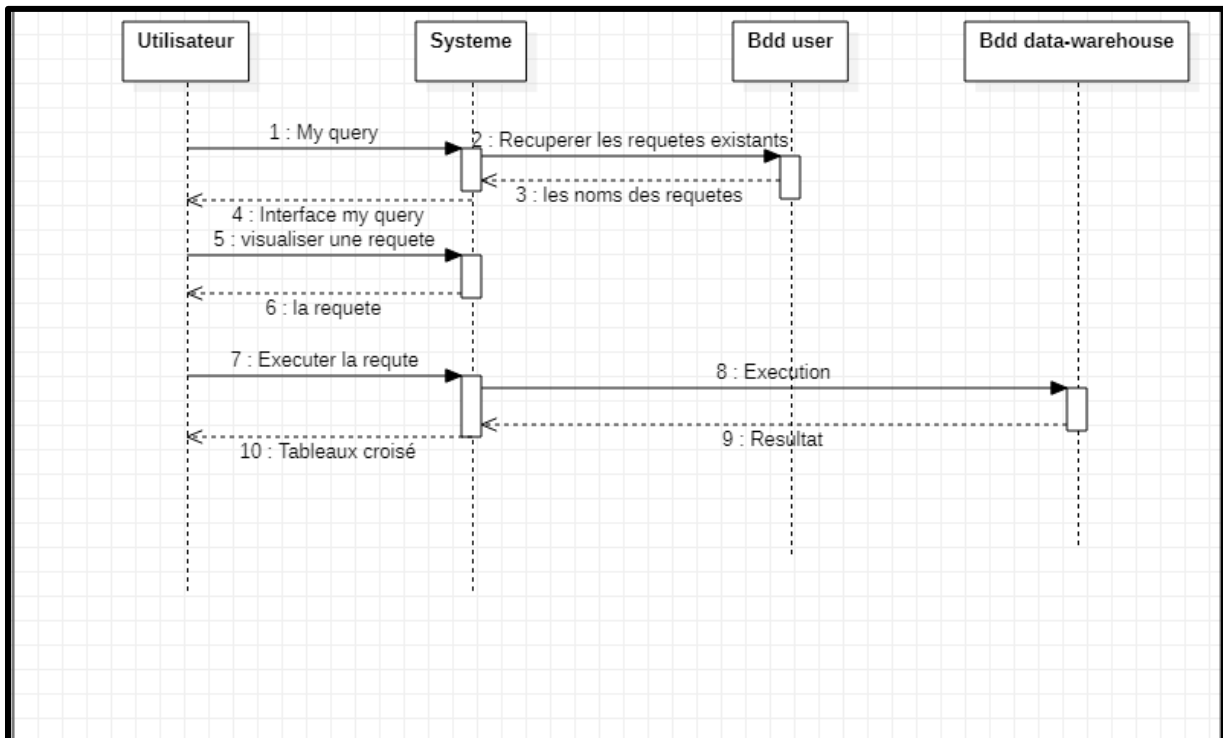 Utilisateur
Systeme
Bdd user
Bdd data-warehouse
1 : My query
2 : Recuperer les requetes existants
3 : les noms des requetes
4 : Interface my query
5 : visualiser une requete
6 : la requete
7 : Executer la requte
8 : Execution
9 : Resultat
10 : Tableaux croisé